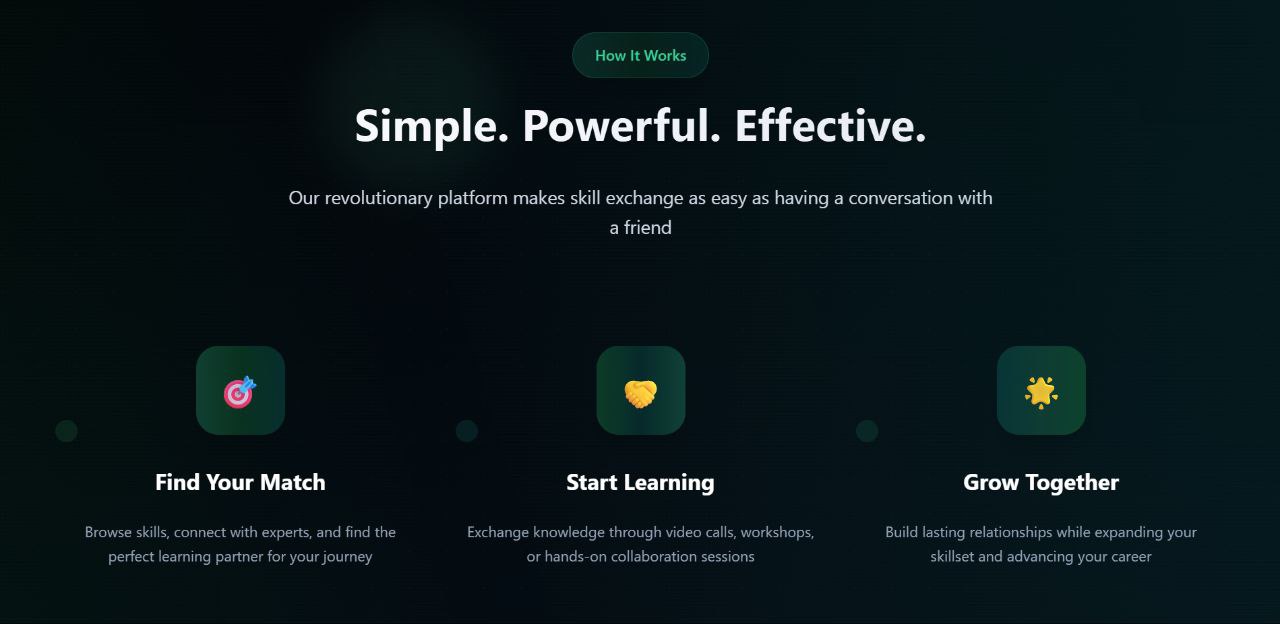 How It Works
Simple. Powerful. Effective.
Our revolutionary platform makes skill exchange as easy as having a conversation with
a friend
Find Your Match
Browse skills, connect with experts, and find the
perfect learning partner for your journey
Start Learning
Exchange knowledge through video calls, workshops,
or hands-on collaboration sessions
Grow Together
Build lasting relationships while expanding your
skillset and advancing your career